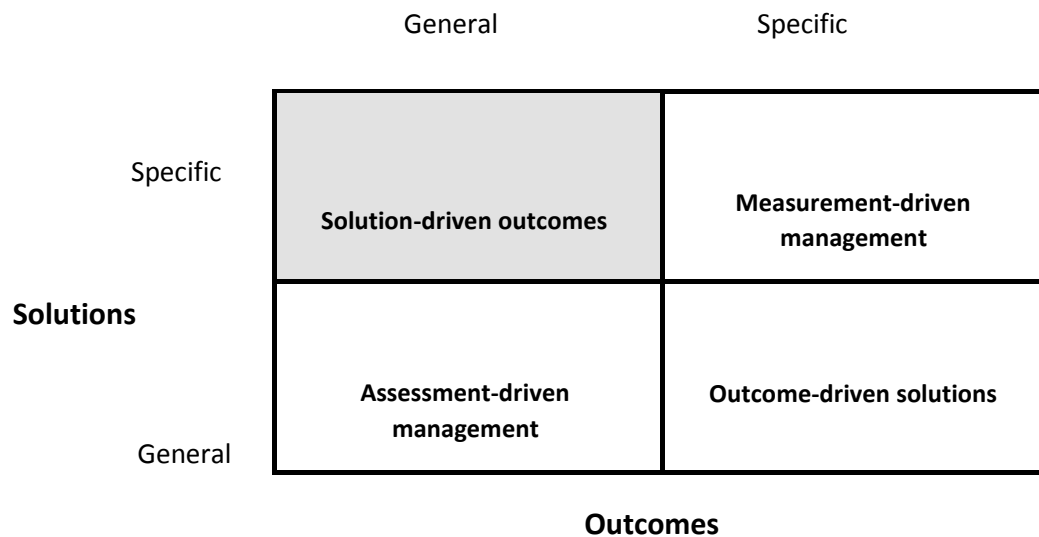 General Specific
Specific
Solution-driven outcomes
Measurement-driven
management
Solutions
Assessment-driven
management
Outcome-driven solutions
General
Outcomes